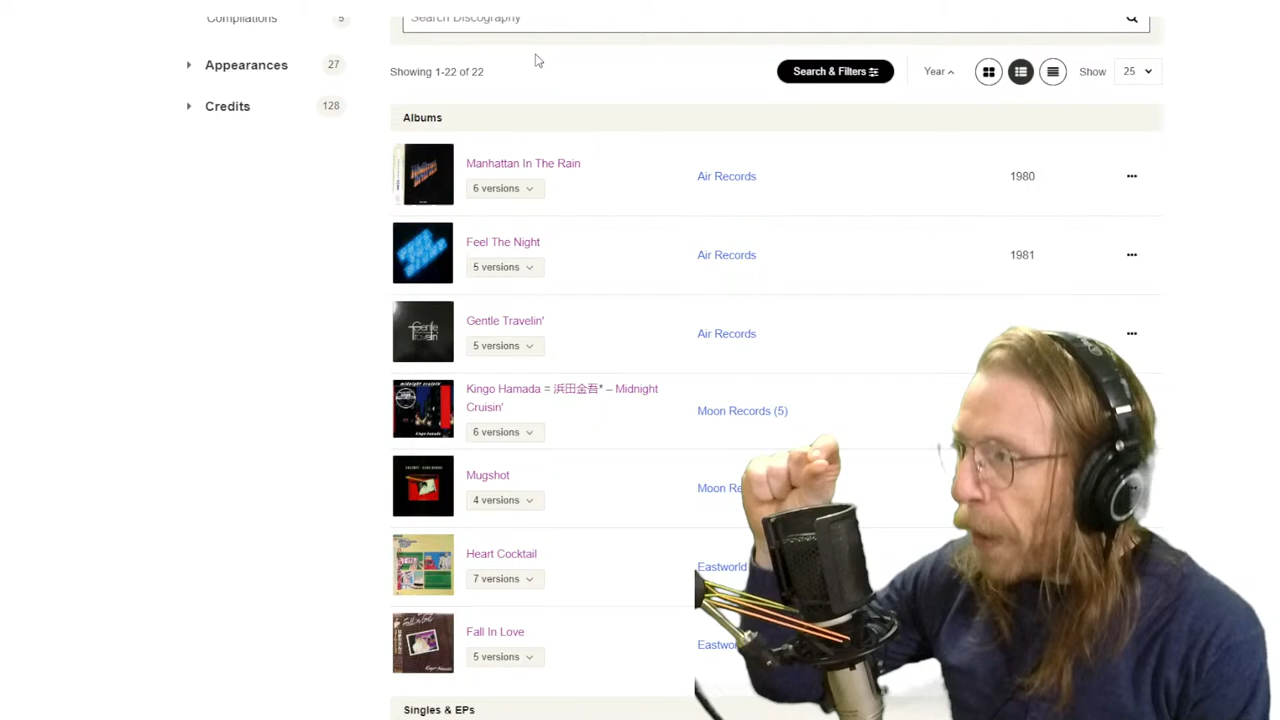 Compilations 5
Search Discography
Appearances 27
Showing 1-22 of 22 Search & Filters Year Show 25
Credits 128
Albums
Manhattan In The Rain
6 versions
Air Records 1980
Feel The Night
5 versions
Air Records 1981
Gentle Travelin'
5 versions
Air Records
Kingo Hamada = 浜田金吾* – Midnight
Cruisin'
6 versions
Moon Records (5)
Mugshot
4 versions
Moon
Heart Cocktail
7 versions
Eastworld
Fall In Love
5 versions
Singles & EPs